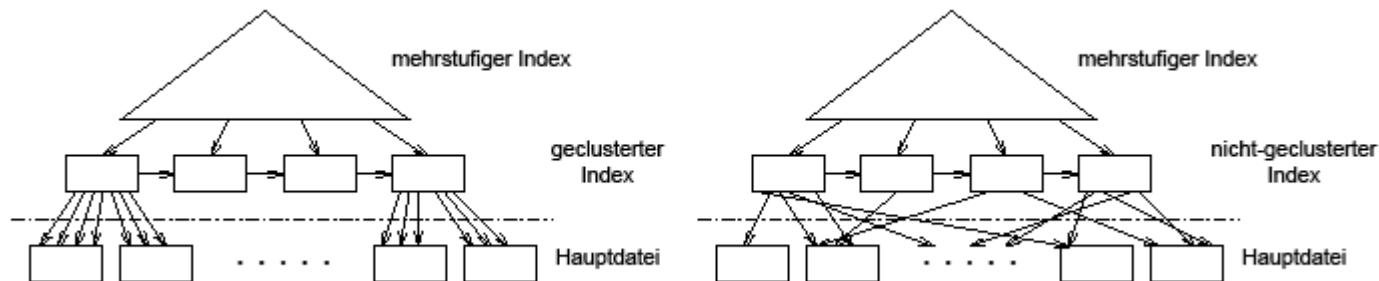 mehrstufiger Index
geclusterter
Index
Hauptdatei
mehrstufiger Index
nicht-geclusterter
Index
Hauptdatei